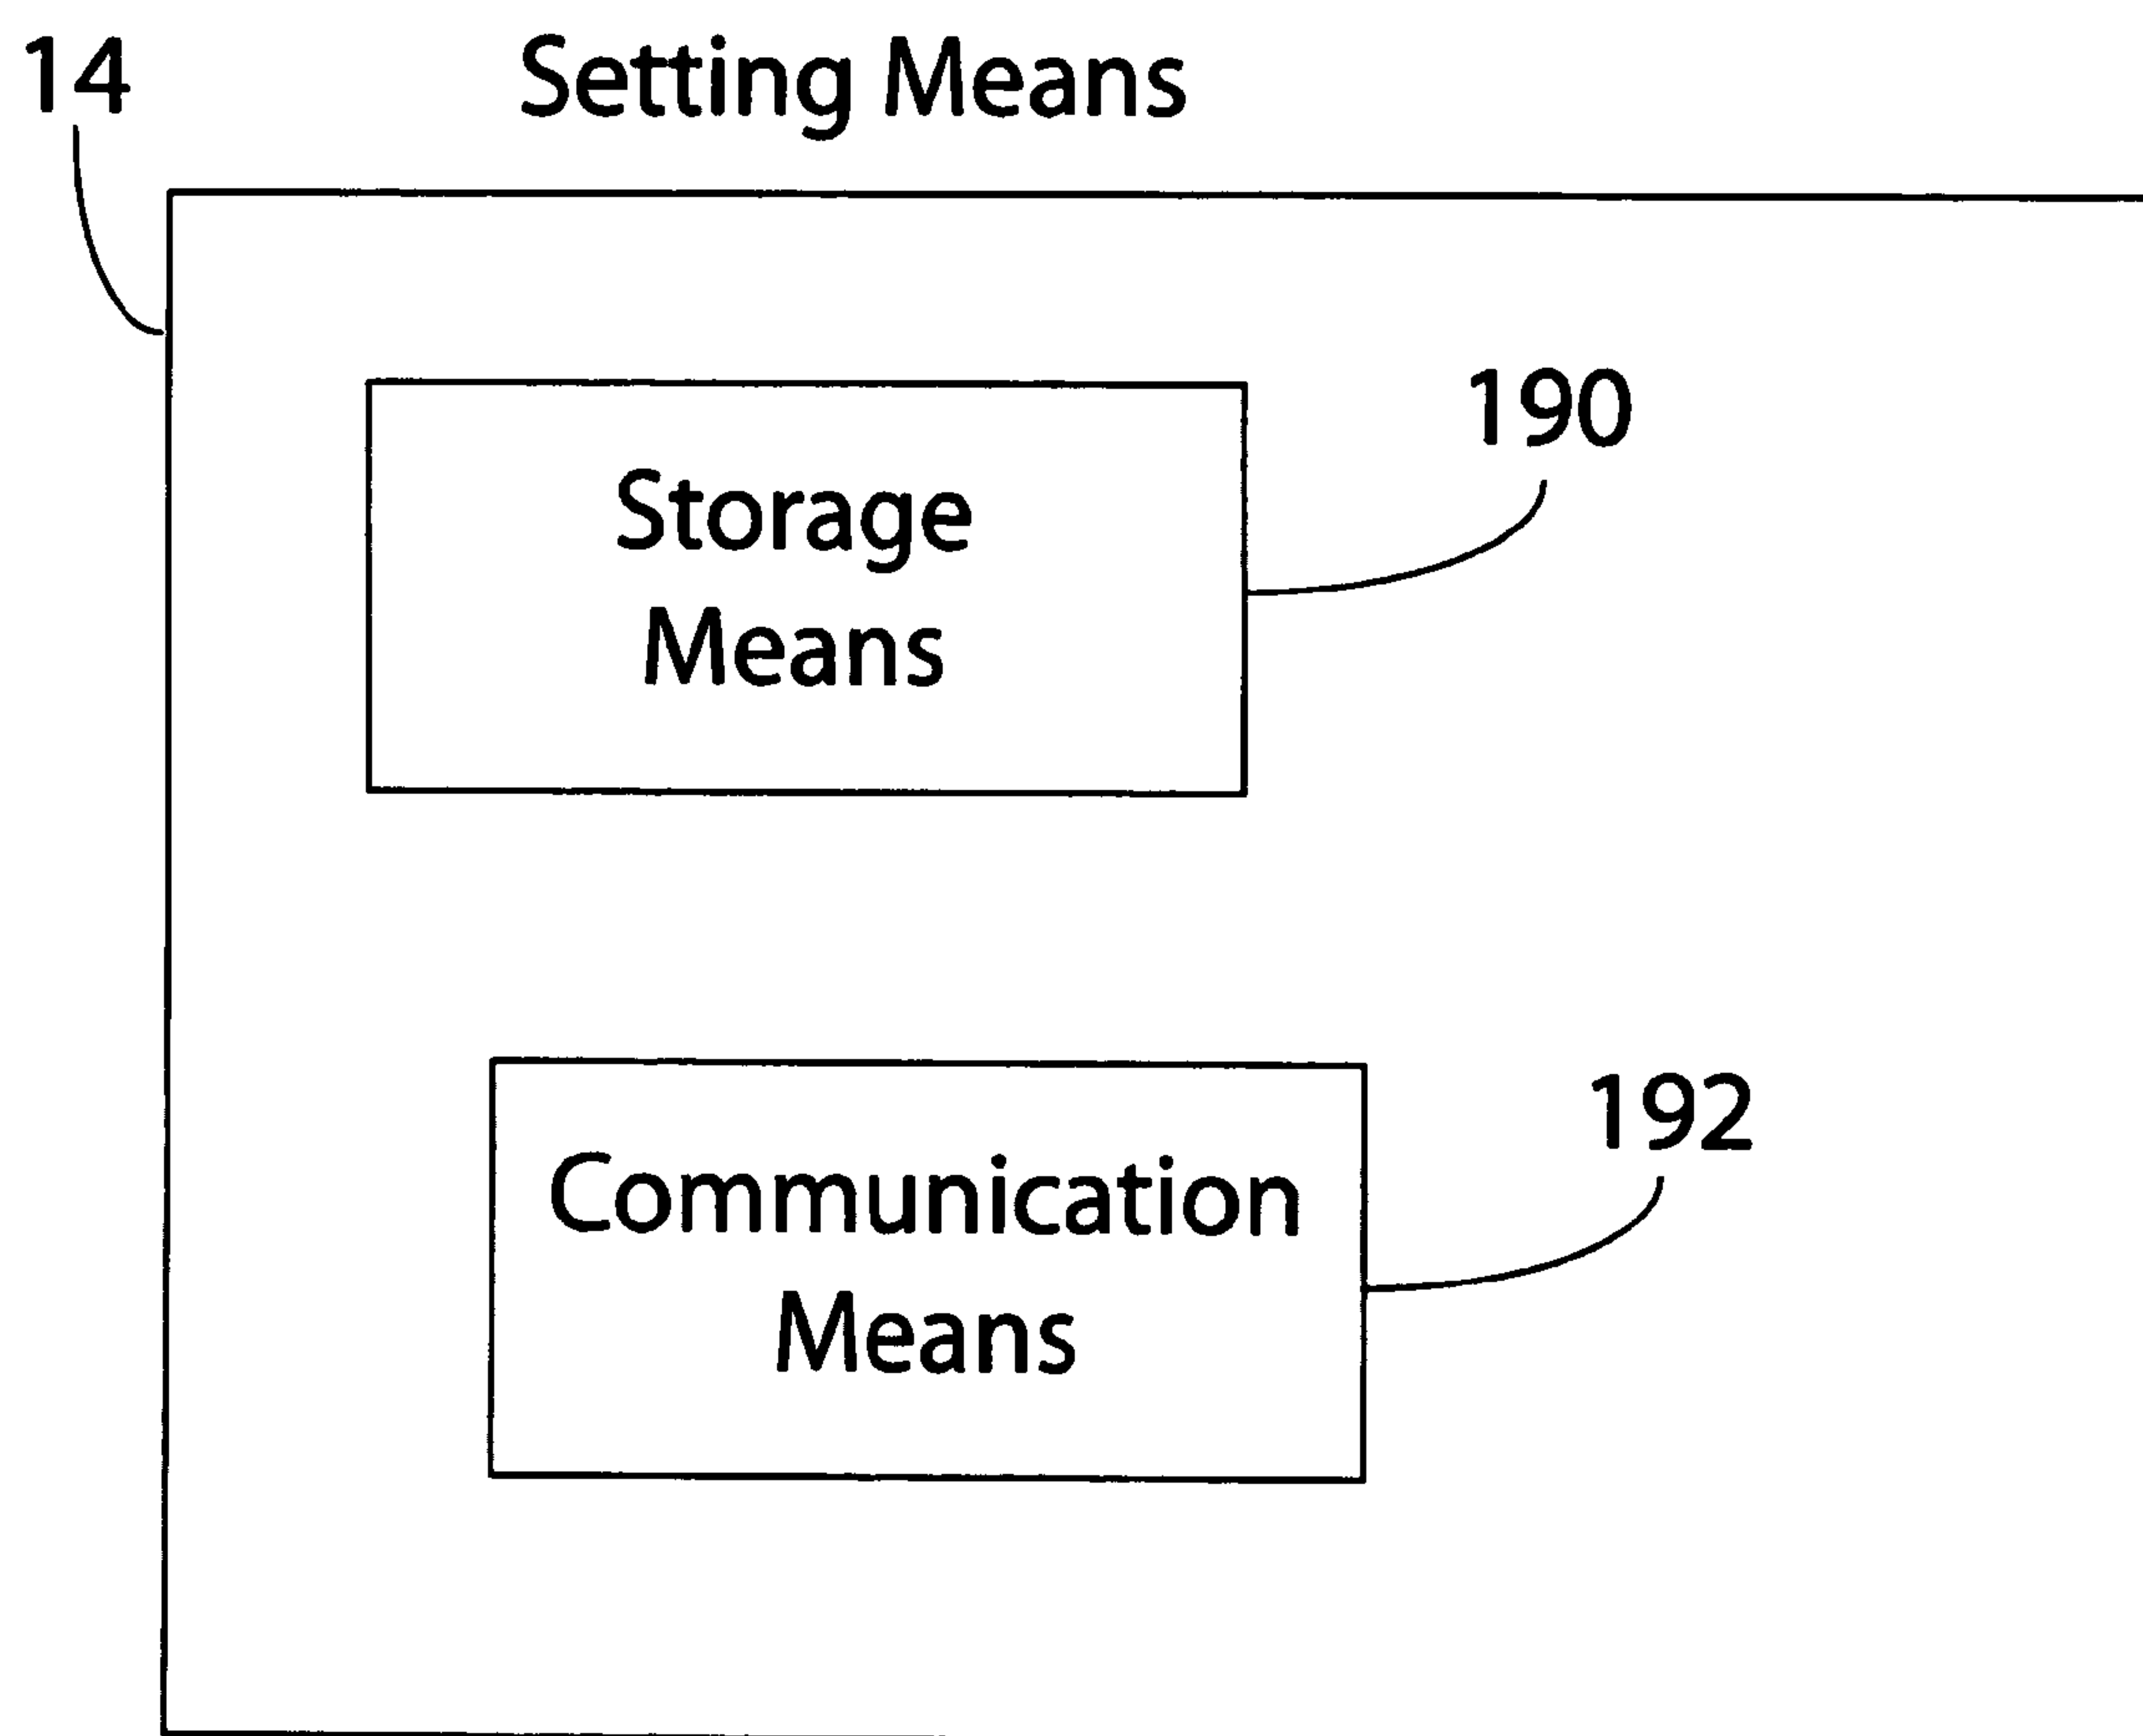 14
Setting Means
190
Storage
Means
192
Communication
Means